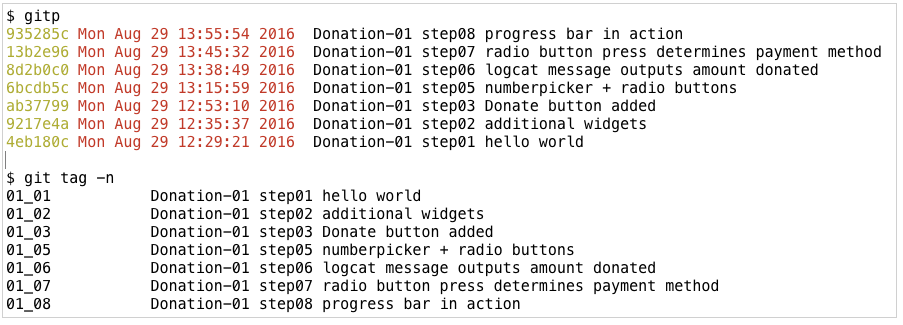 $ gitp
935285c Mon Aug 29 13:55:54 2016  Donation-01 step08 progress bar in action
13b2e96 Mon Aug 29 13:45:32 2016  Donation-01 step07 radio button press determines payment method
8d2b0c0 Mon Aug 29 13:38:49 2016  Donation-01 step06 logcat message outputs amount donated
6bcdb5c Mon Aug 29 13:15:59 2016  Donation-01 step05 numberpicker + radio buttons
ab37799 Mon Aug 29 12:53:10 2016  Donation-01 step03 Donate button added
9217e4a Mon Aug 29 12:35:37 2016  Donation-01 step02 additional widgets
4eb180c Mon Aug 29 12:29:21 2016  Donation-01 step01 hello world
$ git tag -n
01_01           Donation-01 step01 hello world
01_02           Donation-01 step02 additional widgets
01_03           Donation-01 step03 Donate button added
01_05           Donation-01 step05 numberpicker + radio buttons
01_06           Donation-01 step06 logcat message outputs amount donated
01_07           Donation-01 step07 radio button press determines payment method
01_08           Donation-01 step08 progress bar in action